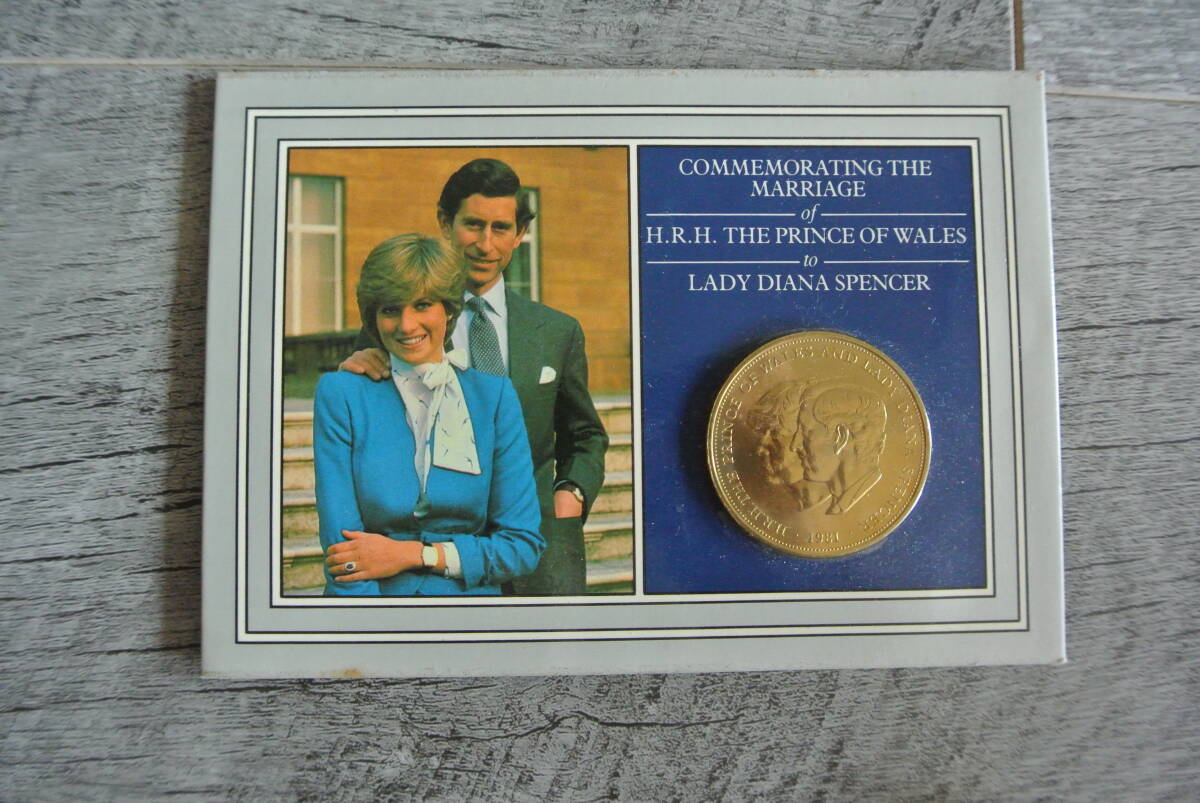 COMMEMORATING THE
MARRIAGE
of
H.R.H. THE PRINCE OF WALES
to
LADY DIANA SPENCER
H.R.H. THE PRINCE OF WALES AND LADY DIANA SPENCER
· 1981 ·